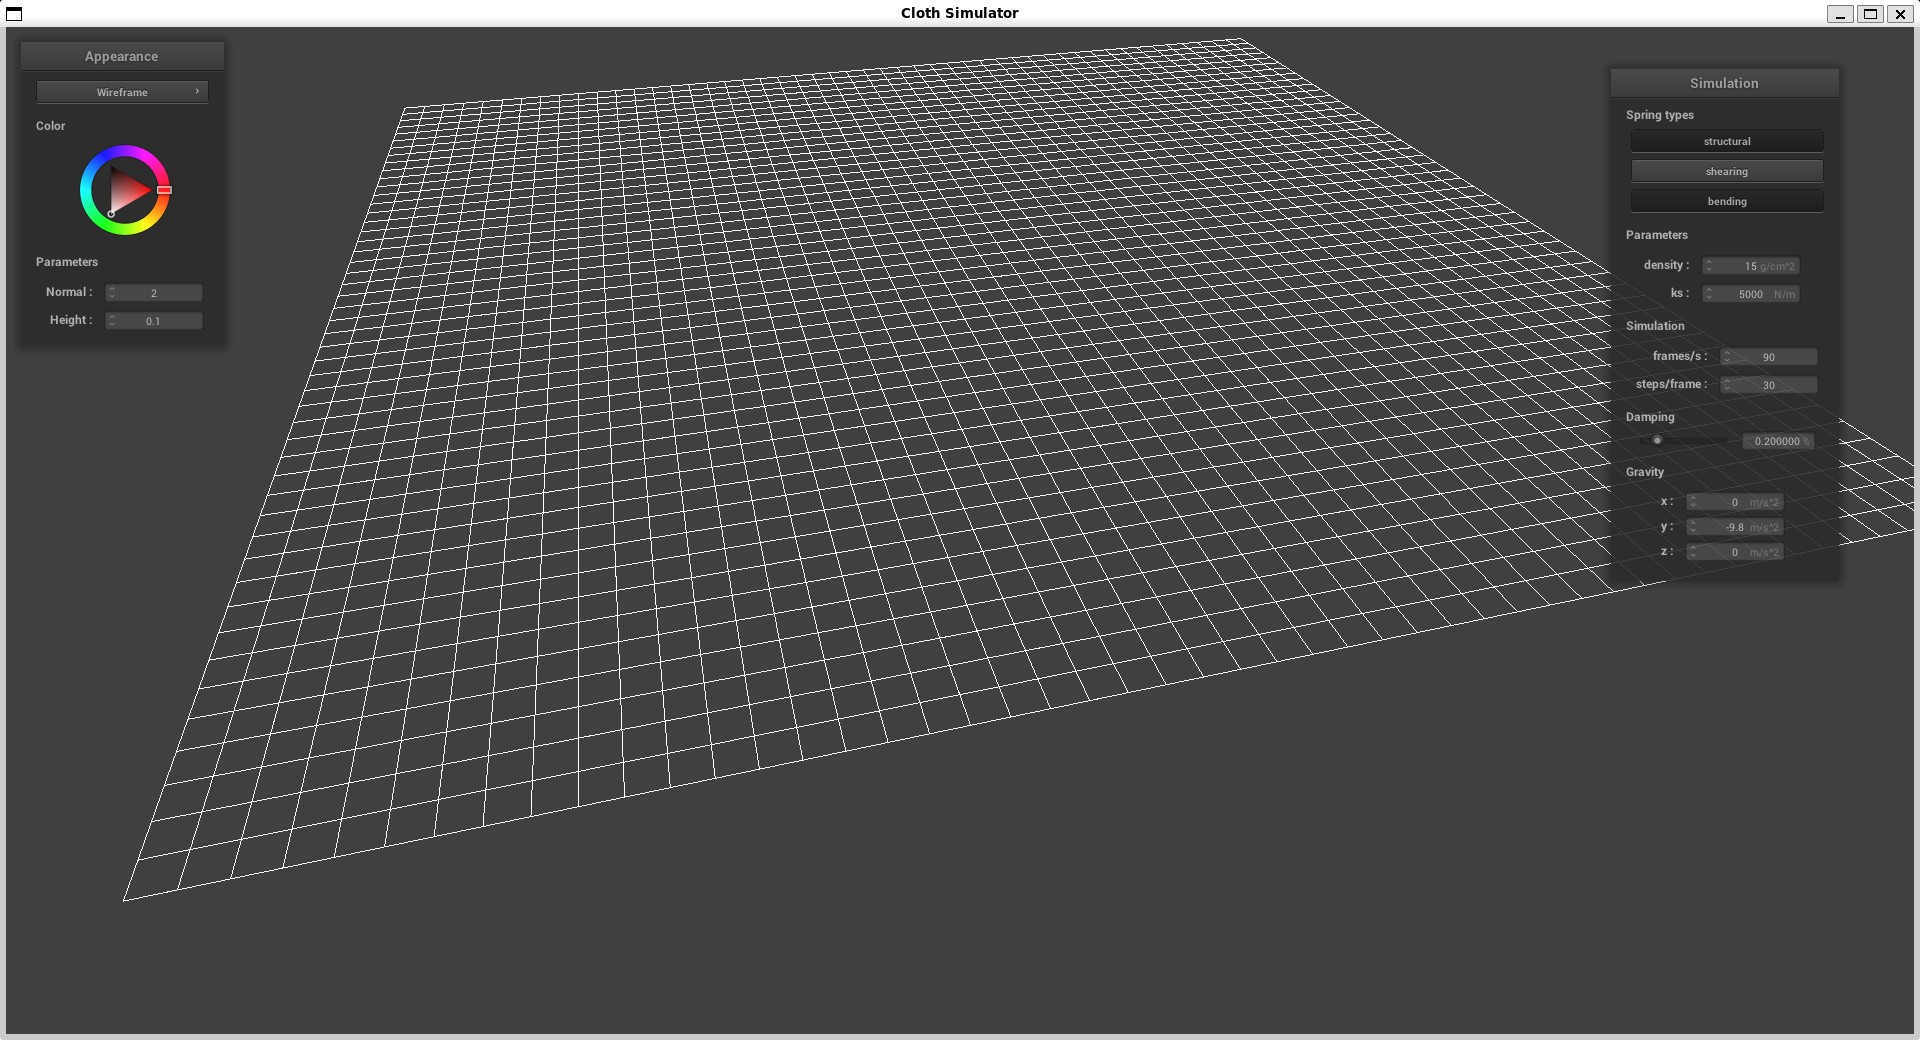 Cloth Simulator
Appearance
Wireframe
Color
Parameters
Normal : 2
Height : 0.1
Simulation
Spring types
structural
shearing
bending
Parameters
density : 15 g/cm^2
ks : 5000 N/m
Simulation
frames/s : 90
steps/frame : 30
Damping
0.200000 %
Gravity
x : 0 m/s^2
y : -9.8 m/s^2
z : 0 m/s^2